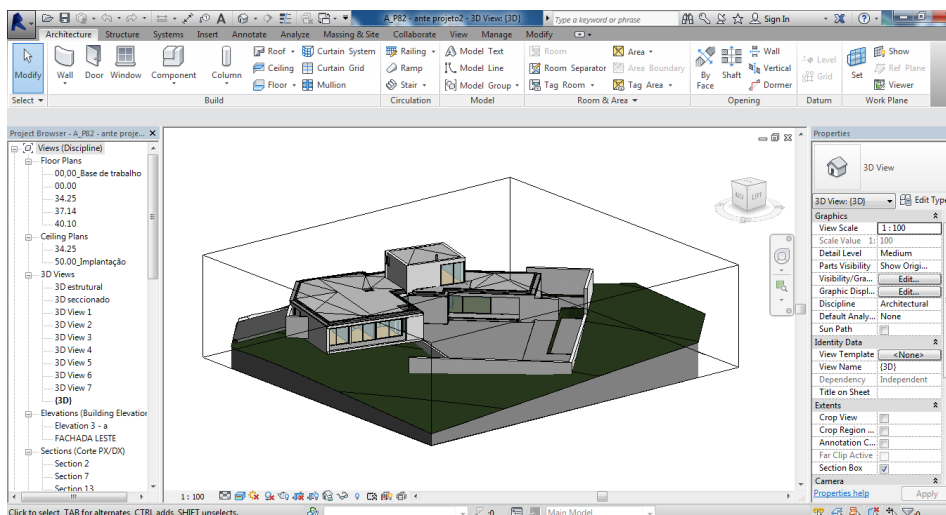 A_P82 - ante projeto2 - 3D View: {3D}
Type a keyword or phrase
Sign In
Architecture Structure Systems Insert Annotate Analyze Massing & Site Collaborate View Manage Modify
Modify
Wall Door Window Component Column
Roof Curtain System Railing Model Text Room Area
Ceiling Curtain Grid Ramp Model Line Room Separator Area Boundary
Floor Mullion Stair Model Group Tag Room Tag Area
By Face Shaft Wall Vertical Dormer
Level Grid Set Show Ref Plane Viewer
Select Build Circulation Model Room & Area Opening Datum Work Plane
Project Browser - A_P82 - ante proje...
Views (Discipline)
Floor Plans
00,00_Base de trabalho
00.00
34.25
37.14
40.10
Ceiling Plans
34.25
50.00_Implantação
3D Views
3D estrutural
3D seccionado
3D View 1
3D View 2
3D View 3
3D View 4
3D View 5
3D View 6
3D View 7
{3D}
Elevations (Building Elevation
Elevation 3 - a
FACHADA LESTE
Sections (Corte PX/DX)
Section 2
Section 7
Section 13
LEFT
1 : 100
Properties
3D View
3D View: {3D} Edit Type
Graphics
View Scale 1 : 100
Scale Value 1: 100
Detail Level Medium
Parts Visibility Show Origi...
Visibility/Gra... Edit...
Graphic Displ... Edit...
Discipline Architectural
Default Analy... None
Sun Path
Identity Data
View Template <None>
View Name {3D}
Dependency Independent
Title on Sheet
Extents
Crop View
Crop Region ...
Annotation C...
Far Clip Active
Section Box
Camera
Properties help Apply
Click to select, TAB for alternates, CTRL adds, SHIFT unselects.
:0 Main Model
:0